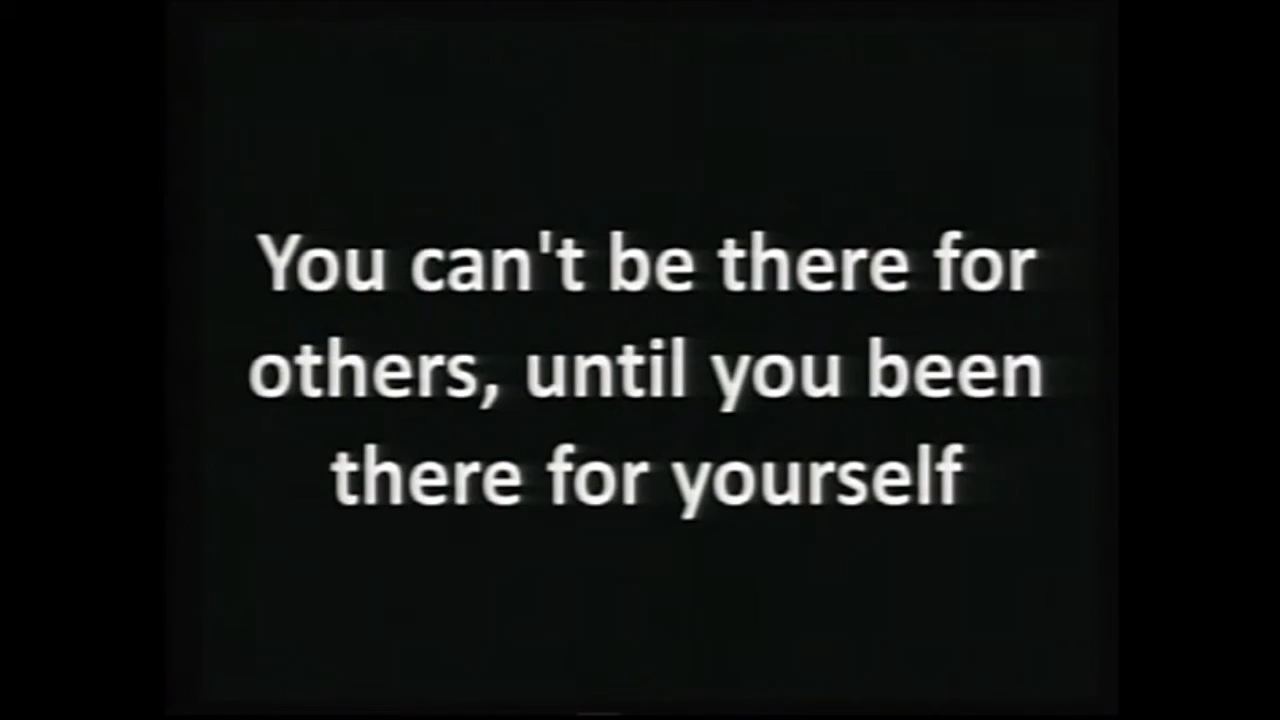 You can't be there for
others, until you been
there for yourself